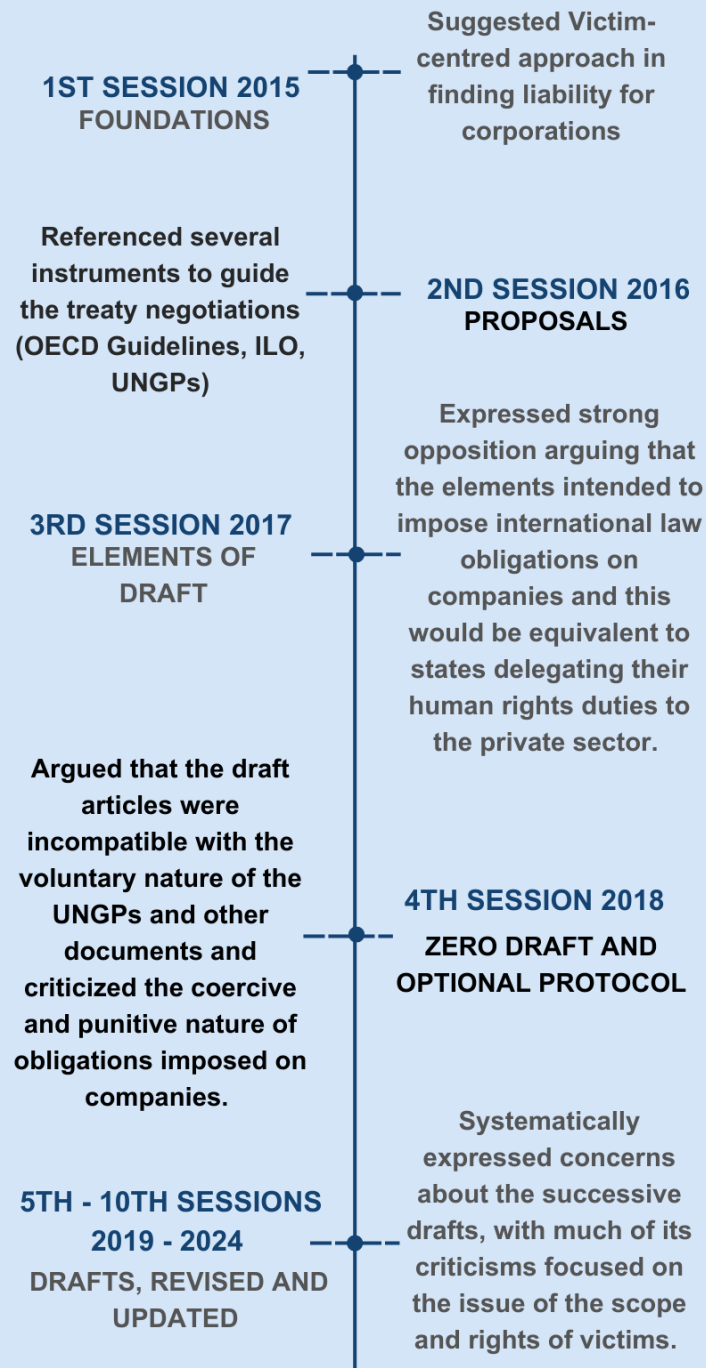 1ST SESSION 2015
FOUNDATIONS
Suggested Victim-
centred approach in
finding liability for
corporations
Referenced several
instruments to guide
the treaty negotiations
(OECD Guidelines, ILO,
UNGPs)
2ND SESSION 2016
PROPOSALS
3RD SESSION 2017
ELEMENTS OF
DRAFT
Expressed strong
opposition arguing that
the elements intended to
impose international law
obligations on
companies and this
would be equivalent to
states delegating their
human rights duties to
the private sector.
Argued that the draft
articles were
incompatible with the
voluntary nature of the
UNGPs and other
documents and
criticized the coercive
and punitive nature of
obligations imposed on
companies.
4TH SESSION 2018
ZERO DRAFT AND
OPTIONAL PROTOCOL
5TH - 10TH SESSIONS
2019 - 2024
DRAFTS, REVISED AND
UPDATED
Systematically
expressed concerns
about the successive
drafts, with much of its
criticisms focused on
the issue of the scope
and rights of victims.